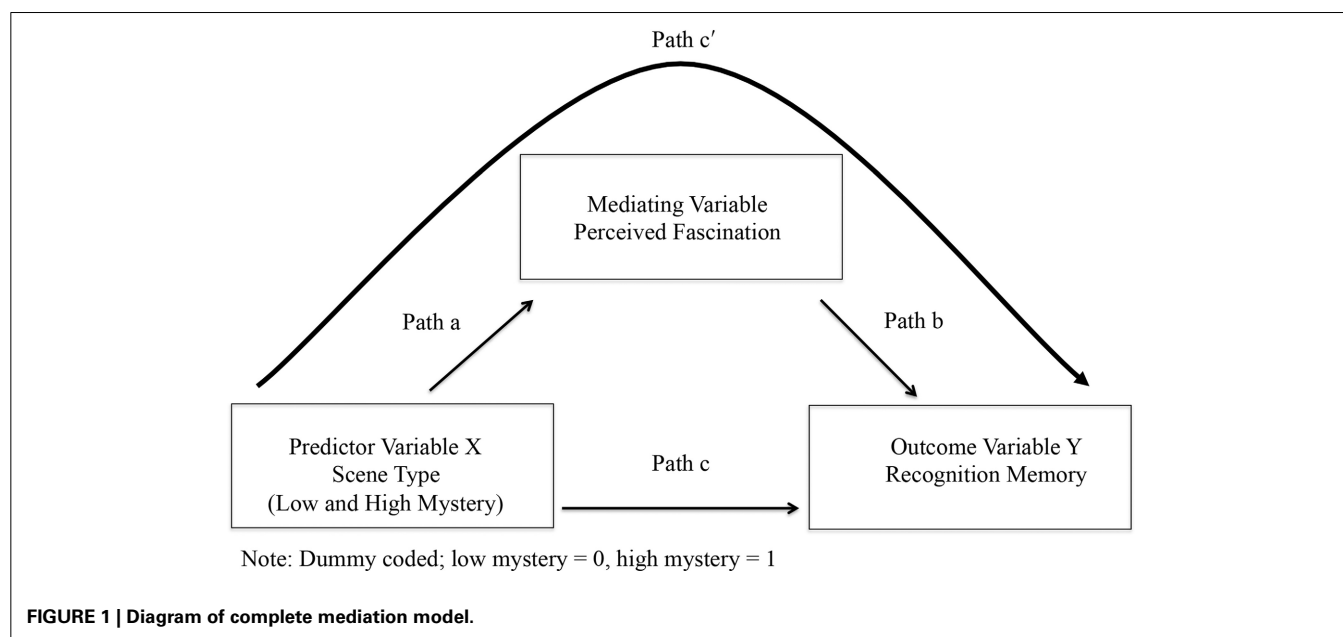 Path c′
Mediating Variable
Perceived Fascination
Path a
Path b
Predictor Variable X
Scene Type
(Low and High Mystery)
Path c
Outcome Variable Y
Recognition Memory
Note: Dummy coded; low mystery = 0, high mystery = 1
FIGURE 1 | Diagram of complete mediation model.